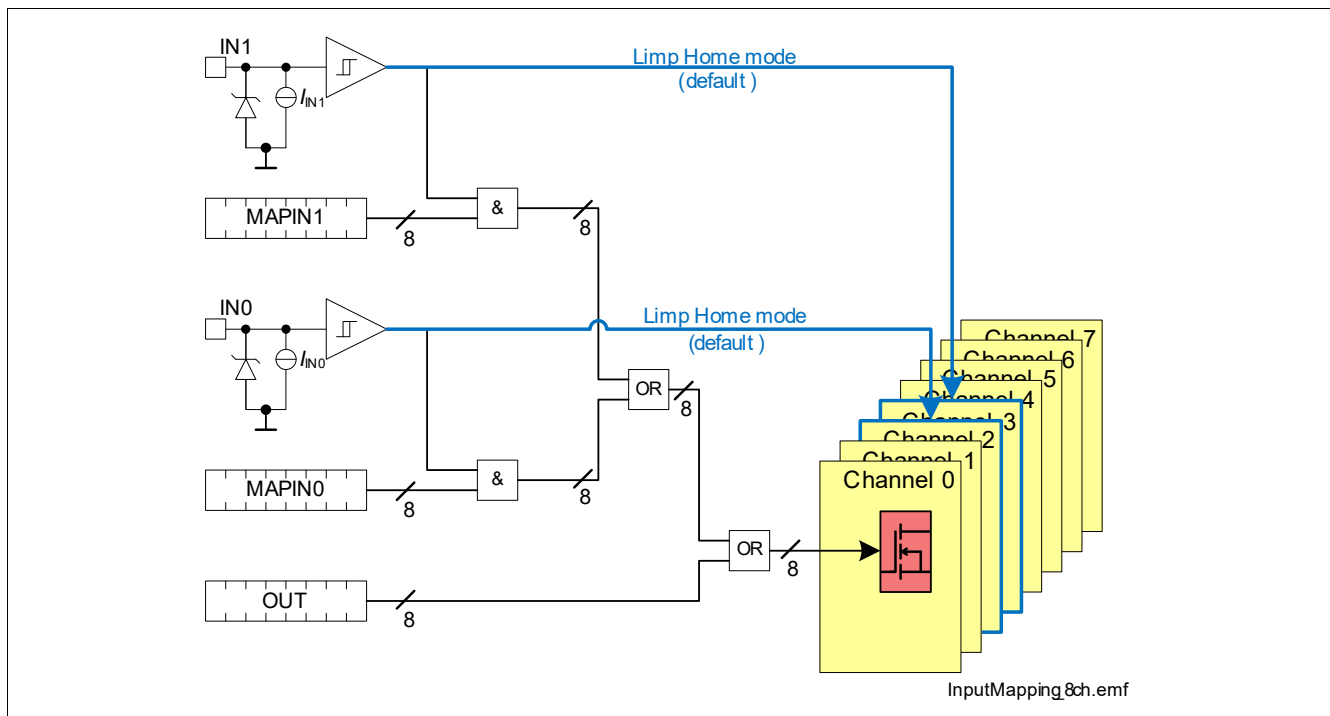 IN1
I_IN1
Limp Home mode
(default )
MAPIN1
8
&
8
IN0
I_IN0
Limp Home mode
(default )
OR
8
MAPIN0
8
&
8
OUT
8
OR
8
Channel 7
Channel 6
Channel 5
Channel 4
Channel 3
Channel 2
Channel 1
Channel 0
InputMapping_8ch.emf